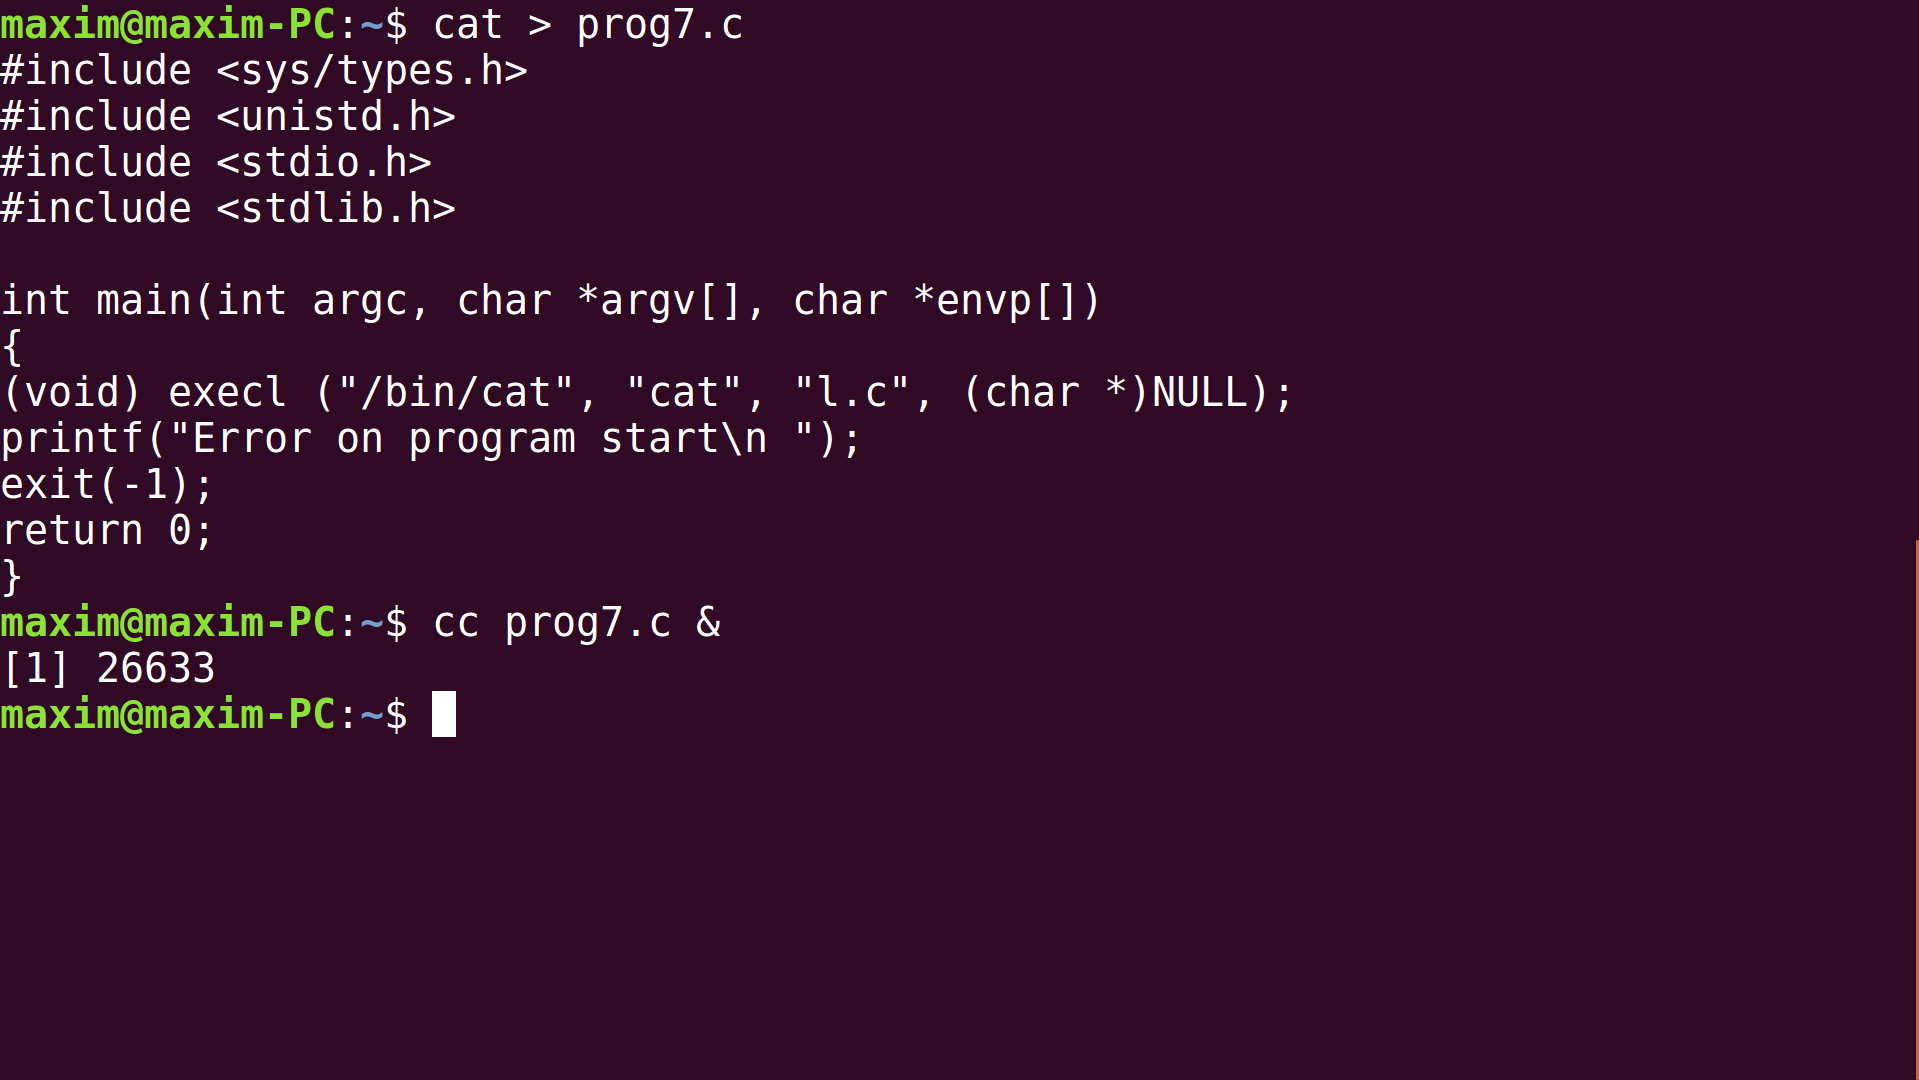 maxim@maxim-PC:~$ cat > prog7.c
#include <sys/types.h>
#include <unistd.h>
#include <stdio.h>
#include <stdlib.h>
int main(int argc, char *argv[], char *envp[])
{
(void) execl ("/bin/cat", "cat", "l.c", (char *)NULL);
printf("Error on program start\n ");
exit(-1);
return 0;
}
maxim@maxim-PC:~$ cc prog7.c &
[1] 26633
maxim@maxim-PC:~$